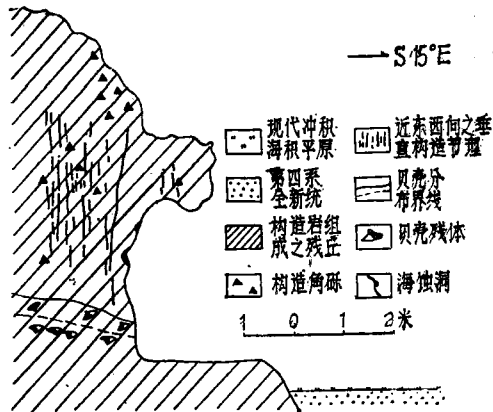 S15°E
现代冲积
海积平原
近东西向之垂
直构造节理
第四系
全新统
贝壳分
布界线
构造岩组
成之残丘
贝壳残体
构造角砾
海蚀洞
1 0 1 2米